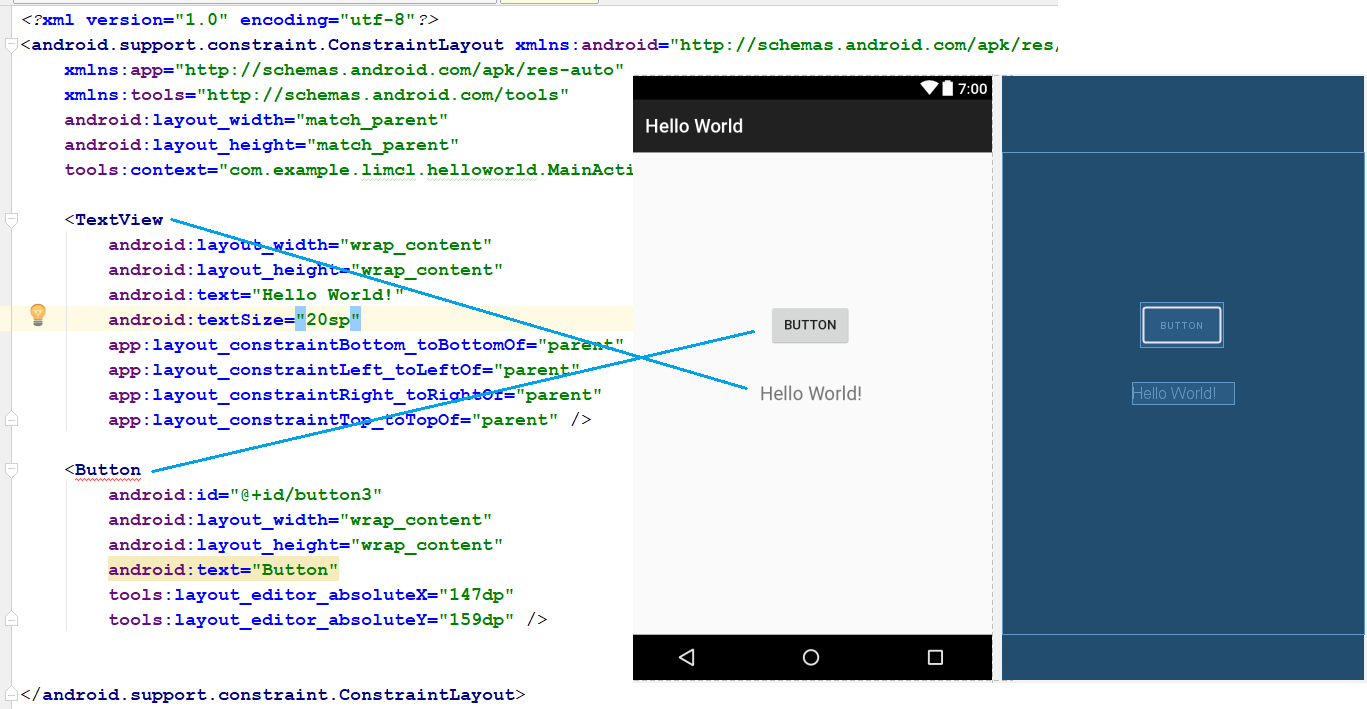 <?xml version="1.0" encoding="utf-8"?>
<android.support.constraint.ConstraintLayout xmlns:android="http://schemas.android.com/apk/res/
xmlns:app="http://schemas.android.com/apk/res-auto"
xmlns:tools="http://schemas.android.com/tools"
android:layout_width="match_parent"
android:layout_height="match_parent"
tools:context="com.example.limcl.helloworld.MainActi
<TextView
android:layout_width="wrap_content"
android:layout_height="wrap_content"
android:text="Hello World!"
android:textSize="20sp"
app:layout_constraintBottom_toBottomOf="parent"
app:layout_constraintLeft_toLeftOf="parent"
app:layout_constraintRight_toRightOf="parent"
app:layout_constraintTop_toTopOf="parent" />
<Button
android:id="@+id/button3"
android:layout_width="wrap_content"
android:layout_height="wrap_content"
android:text="Button"
tools:layout_editor_absoluteX="147dp"
tools:layout_editor_absoluteY="159dp" />
</android.support.constraint.ConstraintLayout>
7:00
Hello World
BUTTON
Hello World!
BUTTON
Hello World!